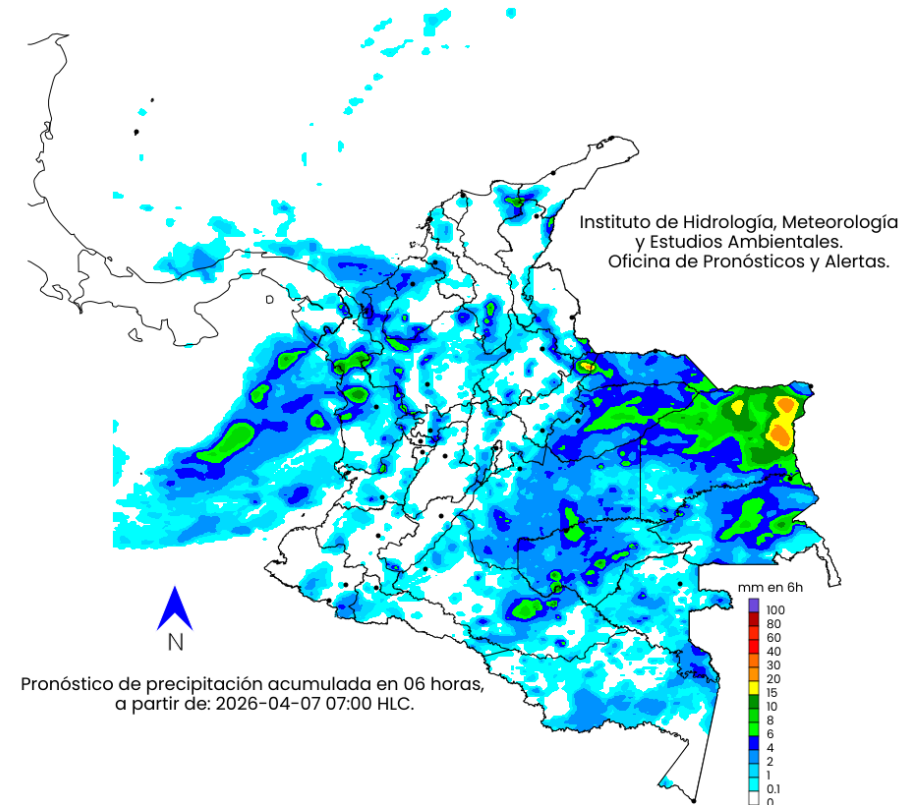 Instituto de Hidrología, Meteorología
y Estudios Ambientales.
Oficina de Pronósticos y Alertas.
mm en 6h
100
80
60
40
30
20
15
10
8
6
4
2
1
0.1
0
N
Pronóstico de precipitación acumulada en 06 horas,
a partir de: 2026-04-07 07:00 HLC.